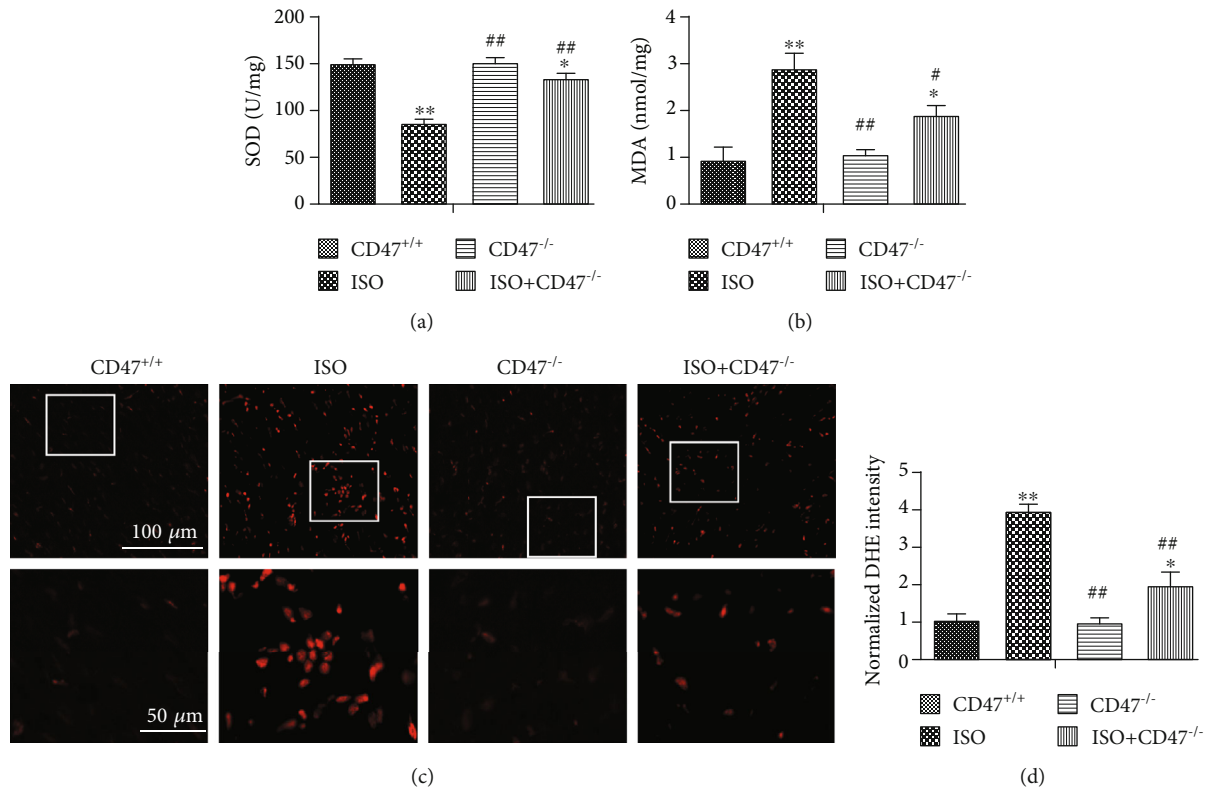 SOD (U/mg)
200
150
100
50
0
**
##
##
*
CD47+/+
CD47-/-
ISO
ISO+CD47-/-
(a)
MDA (nmol/mg)
4
3
2
1
0
**
##
#
*
CD47+/+
CD47-/-
ISO
ISO+CD47-/-
(b)
CD47+/+
ISO
CD47-/-
ISO+CD47-/-
100 μm
50 μm
(c)
Normalized DHE intensity
5
4
4
2
1
0
**
##
##
*
CD47+/+
CD47-/-
ISO
ISO+CD47-/-
(d)